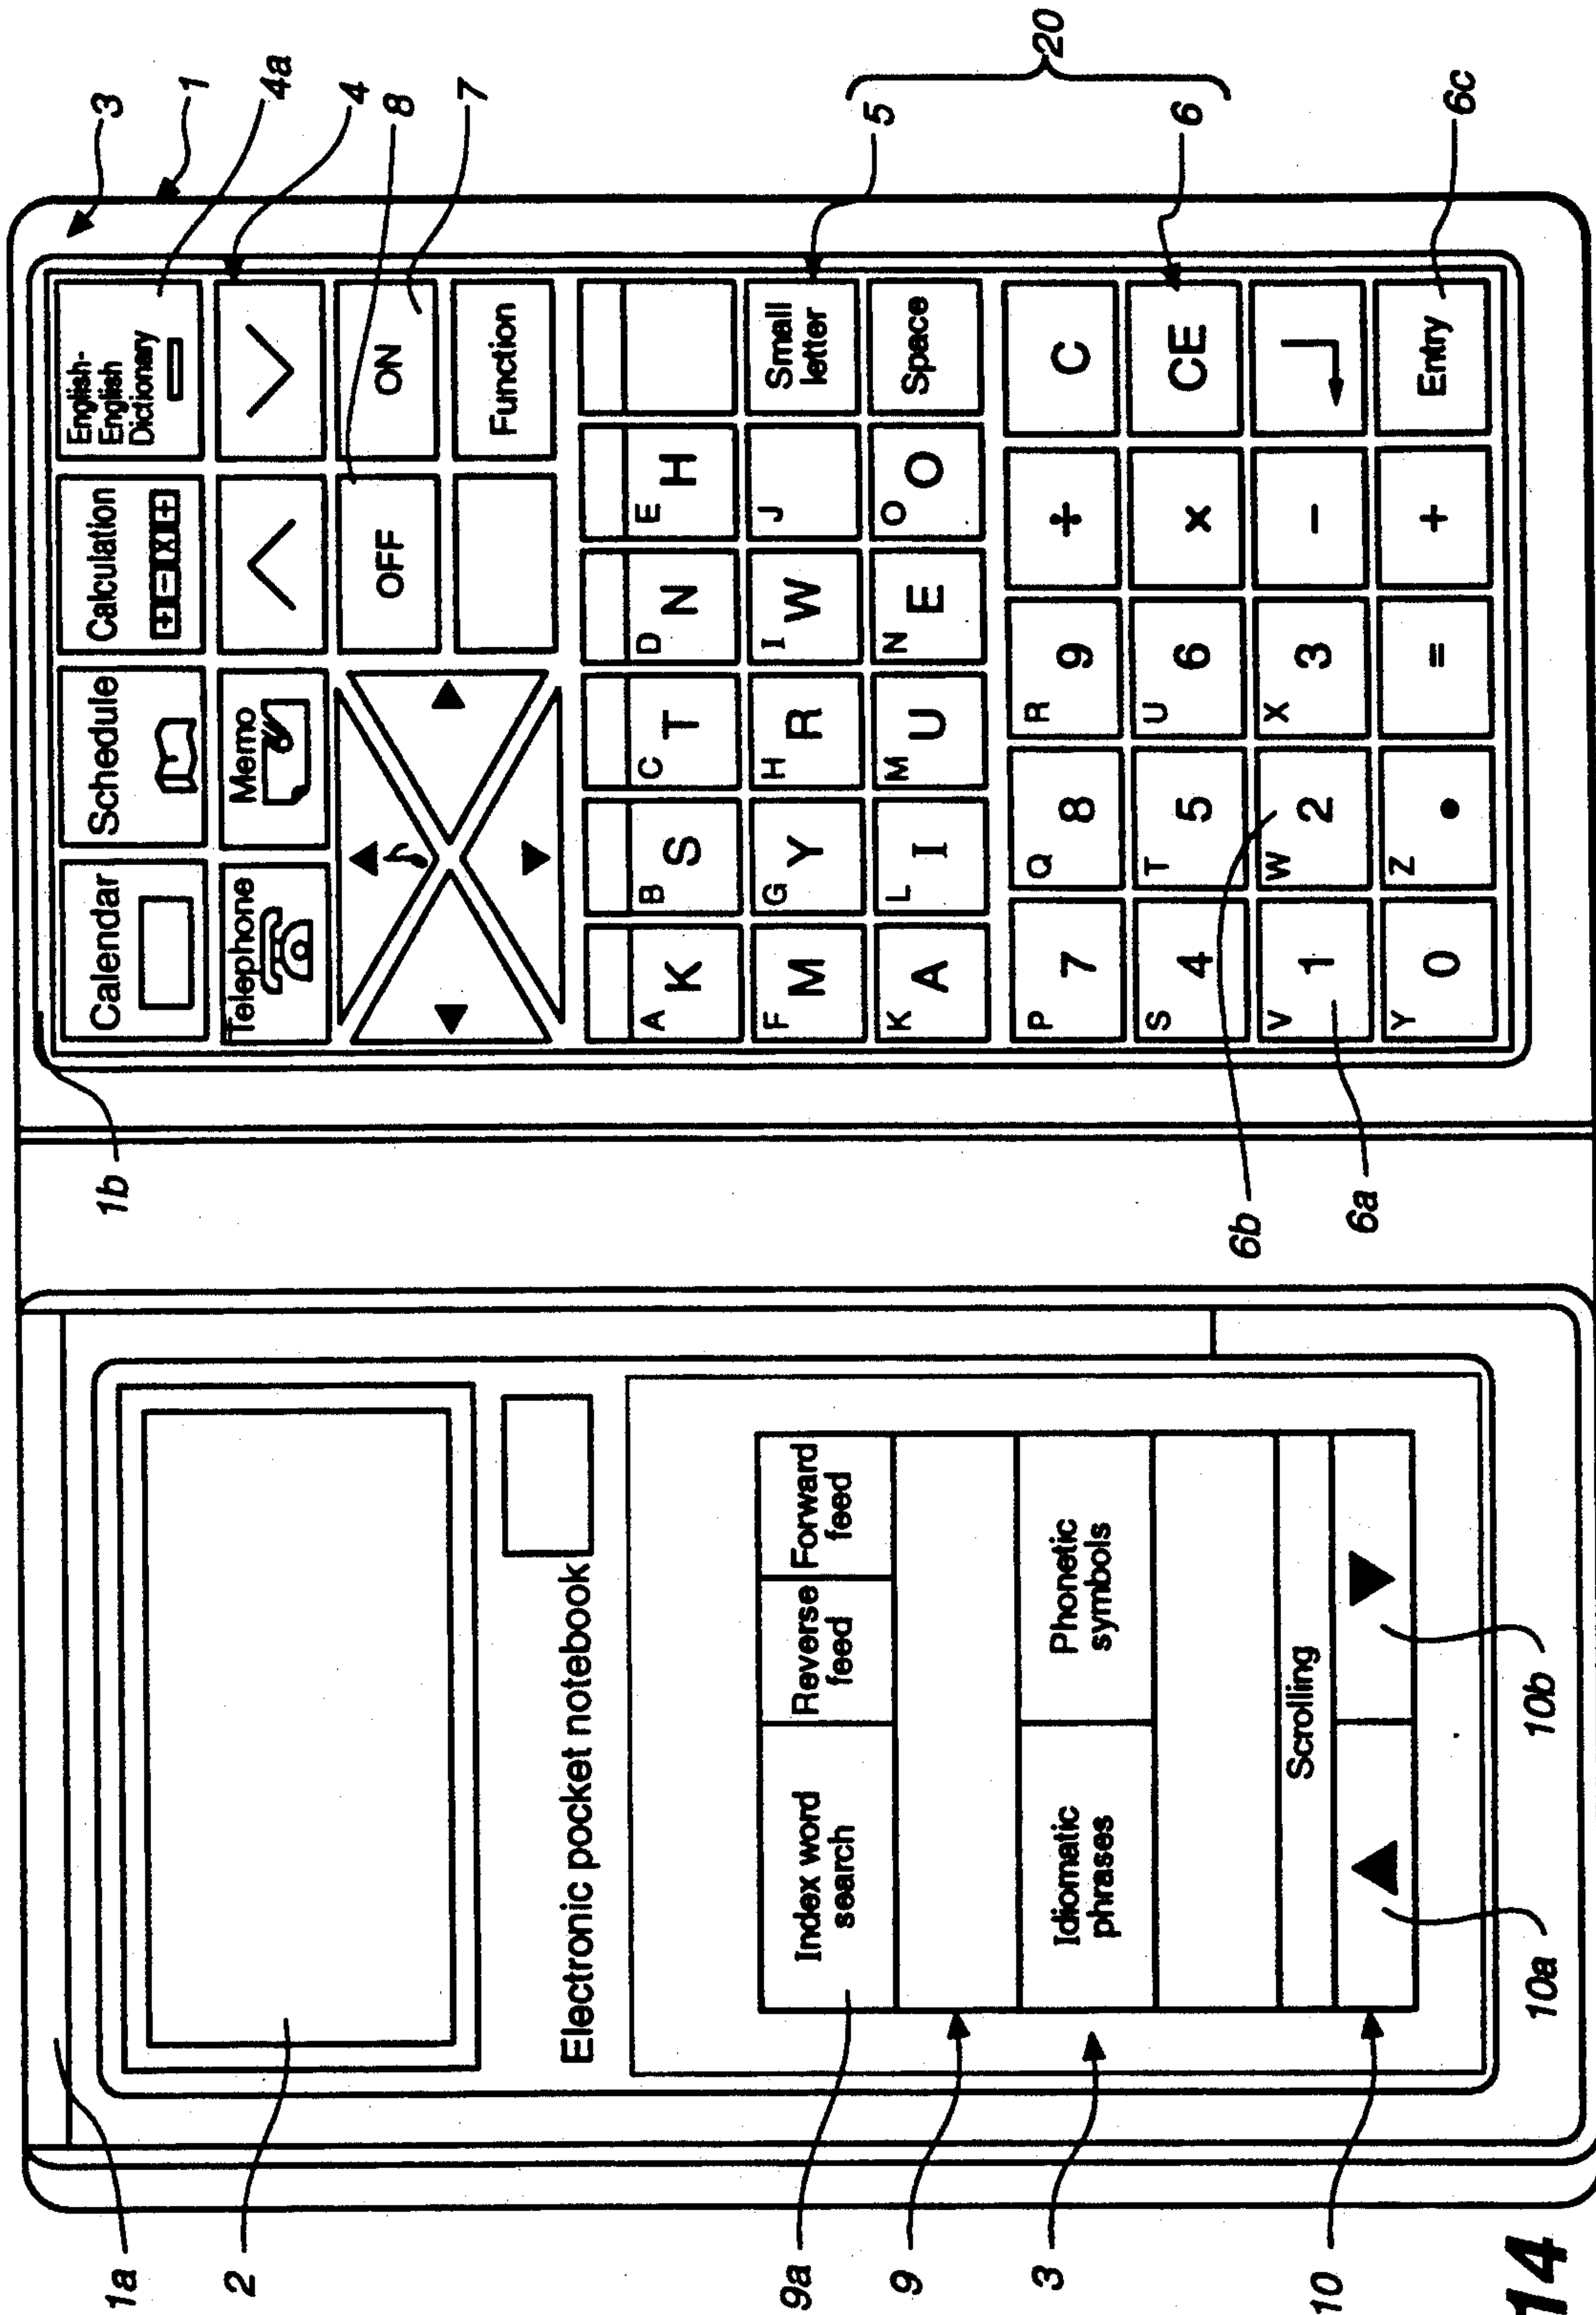 1a
2
Electronic pocket notebook
9a
9
3
10
Index word
search
Reverse
feed
Forward
feed
Idiomatic
phrases
Phonetic
symbols
Scrolling
10a
10b
14
1b
3
1
4a
4
8
7
Calendar
Schedule
Calculation
+ − × ÷
English-
English
Dictionary
Telephone
Memo
OFF
ON
Function
A K
B S
C T
D N
E H
F M
G Y
H R
I W
J
Small
letter
K A
L I
M U
N E
O O
Space
5
6
20
P 7
Q 8
R 9
÷
C
S 4
T 5
U 6
×
CE
V 1
W 2
X 3
−
Y 0
Z •
=
+
Entry
6b
6a
6c